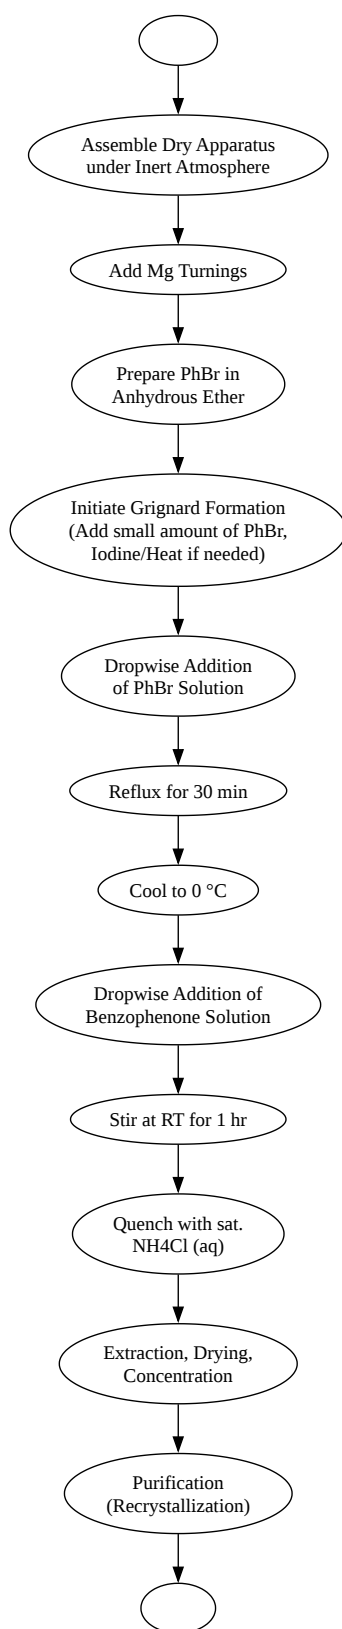 Assemble Dry Apparatus
under Inert Atmosphere
Add Mg Turnings
Prepare PhBr in
Anhydrous Ether
Initiate Grignard Formation
(Add small amount of PhBr,
Iodine/Heat if needed)
Dropwise Addition
of PhBr Solution
Reflux for 30 min
Cool to 0 °C
Dropwise Addition of
Benzophenone Solution
Stir at RT for 1 hr
Quench with sat.
NH4Cl (aq)
Extraction, Drying,
Concentration
Purification
(Recrystallization)